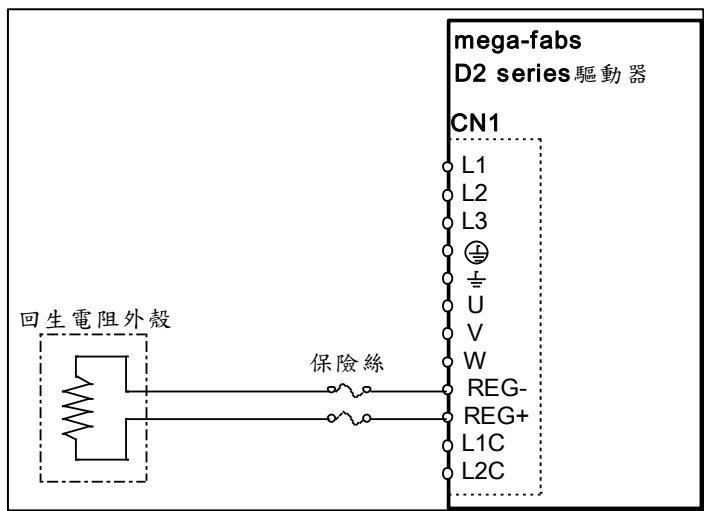 mega-fabs
D2 series驅動器
CN1
L1
L2
L3
U
V
W
REG-
REG+
L1C
L2C
回生電阻外殼
保險絲